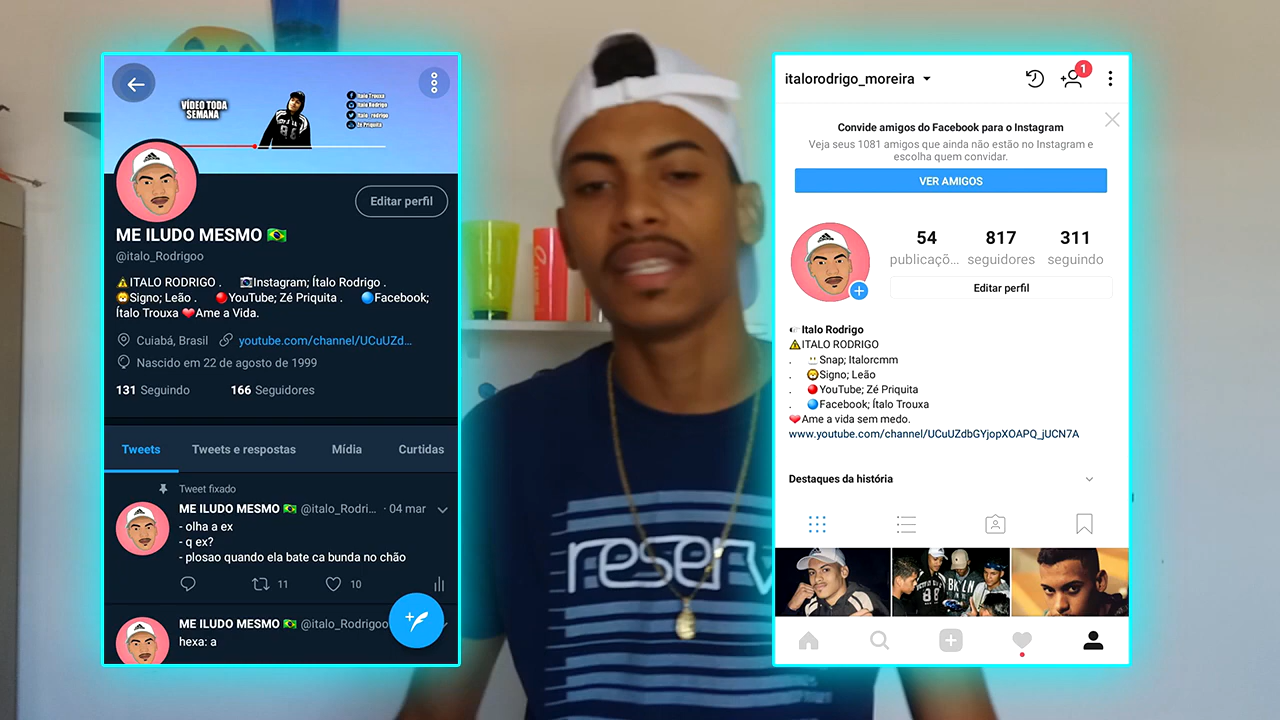 VÍDEO TODA
SEMANA
Ítalo Trouxa
Ítalo Rodrigo
Zé Priquita
Editar perfil
ME ILUDO MESMO 🇧🇷
@italo_Rodrigoo
⚠ITALO RODRIGO . 📷Instagram; Ítalo Rodrigo .
🦁Signo; Leão . 🔴YouTube; Zé Priquita . 🔵Facebook;
Ítalo Trouxa ❤Ame a Vida.
Cuiabá, Brasil youtube.com/channel/UCuUZd...
Nascido em 22 de agosto de 1999
131 Seguindo 166 Seguidores
Tweets Tweets e respostas Mídia Curtidas
Tweet fixado
ME ILUDO MESMO 🇧🇷 @italo_Rodri... · 04 mar
- olha a ex
- q ex?
- plosao quando ela bate ca bunda no chão
11 10
ME ILUDO MESMO 🇧🇷 @italo_Rodrigoo
hexa: a
reserv
italorodrigo_moreira
1
Convide amigos do Facebook para o Instagram
Veja seus 1081 amigos que ainda não estão no Instagram e
escolha quem convidar.
VER AMIGOS
54 817 311
publicaçõ... seguidores seguindo
Editar perfil
Italo Rodrigo
⚠ITALO RODRIGO
. Snap; Italorcmm
. 🦁Signo; Leão
. 🔴YouTube; Zé Priquita
. 🔵Facebook; Ítalo Trouxa
❤Ame a vida sem medo.
www.youtube.com/channel/UCuUZdbGYjopXOAPQ_jUCN7A
Destaques da história
BKLN
88